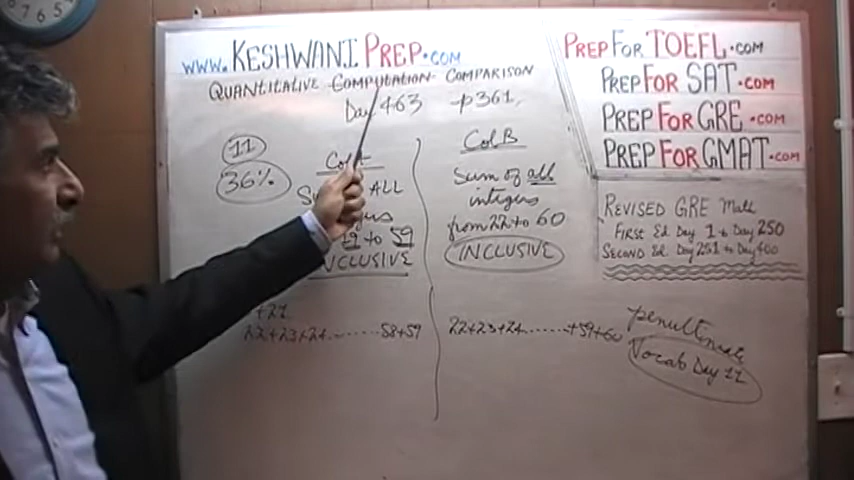 www.KESHWANIPREP.COM
QUANTITATIVE COMPUTATION COMPARISON
Day 463 p361.
11
36%
ALL
to 59
INCLUSIVE
+21
22+23+24.......58+59
Col B
Sum of all
integers
from 22 to 60
INCLUSIVE
22+23+24.......+59+60
PREPFORTOEFL.COM
PREPFORSAT.COM
PREPFORGRE.COM
PREPFORGMAT.COM
REVISED GRE Math
FIRST Ed. Day 1 to Day 250
SECOND Ed. Day 251 to Day 400
penultimate
Vocab Day 22